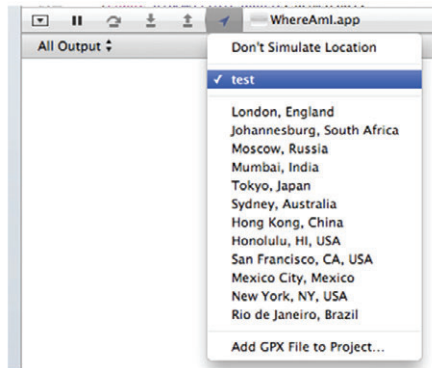 WhereAmI.app
All Output
Don't Simulate Location
test
London, England
Johannesburg, South Africa
Moscow, Russia
Mumbai, India
Tokyo, Japan
Sydney, Australia
Hong Kong, China
Honolulu, HI, USA
San Francisco, CA, USA
Mexico City, Mexico
New York, NY, USA
Rio de Janeiro, Brazil
Add GPX File to Project...